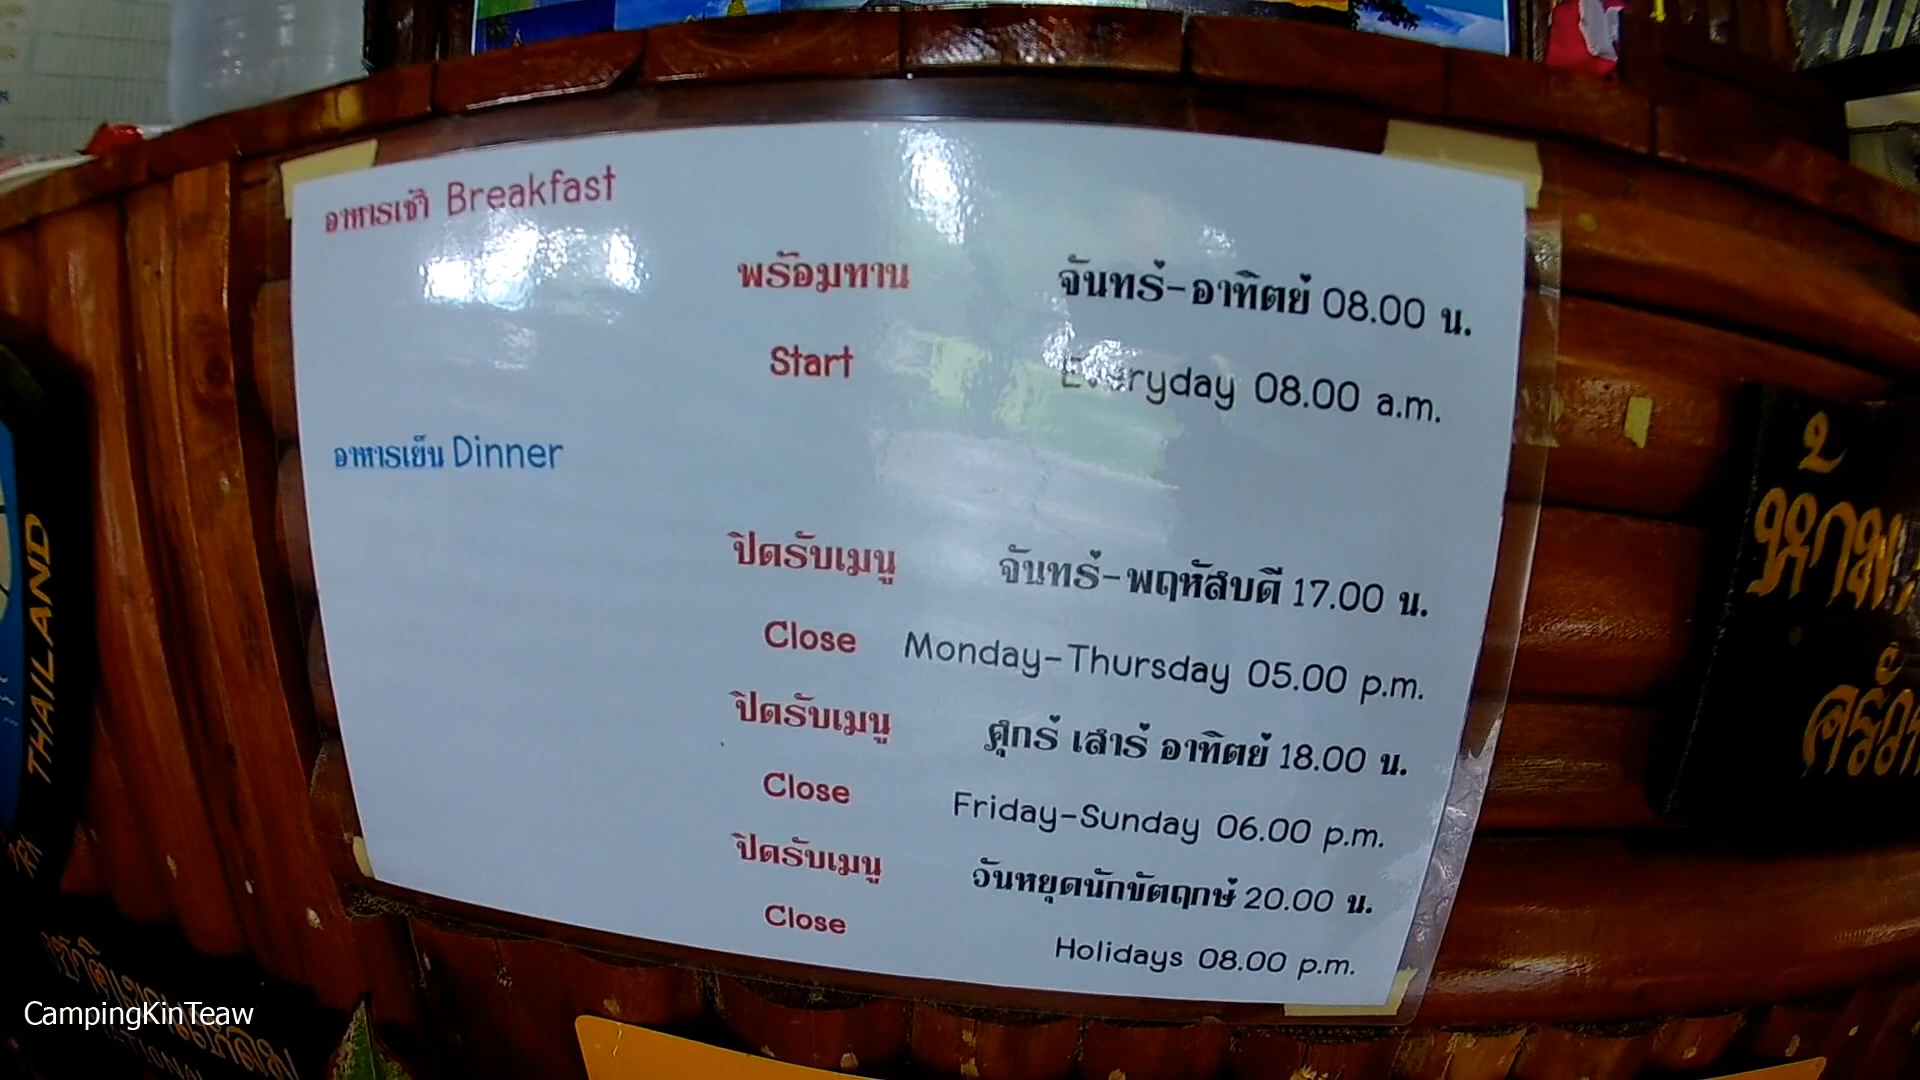 อาหารเช้า Breakfast
พร้อมทาน จันทร์-อาทิตย์ 08.00 น.
Start Everyday 08.00 a.m.
อาหารเย็น Dinner
ปิดรับเมนู จันทร์-พฤหัสบดี 17.00 น.
Close Monday-Thursday 05.00 p.m.
ปิดรับเมนู ศุกร์ เสาร์ อาทิตย์ 18.00 น.
Close Friday-Sunday 06.00 p.m.
ปิดรับเมนู วันหยุดนักขัตฤกษ์ 20.00 น.
Close Holidays 08.00 p.m.
THAILAND
CampingKinTeaw